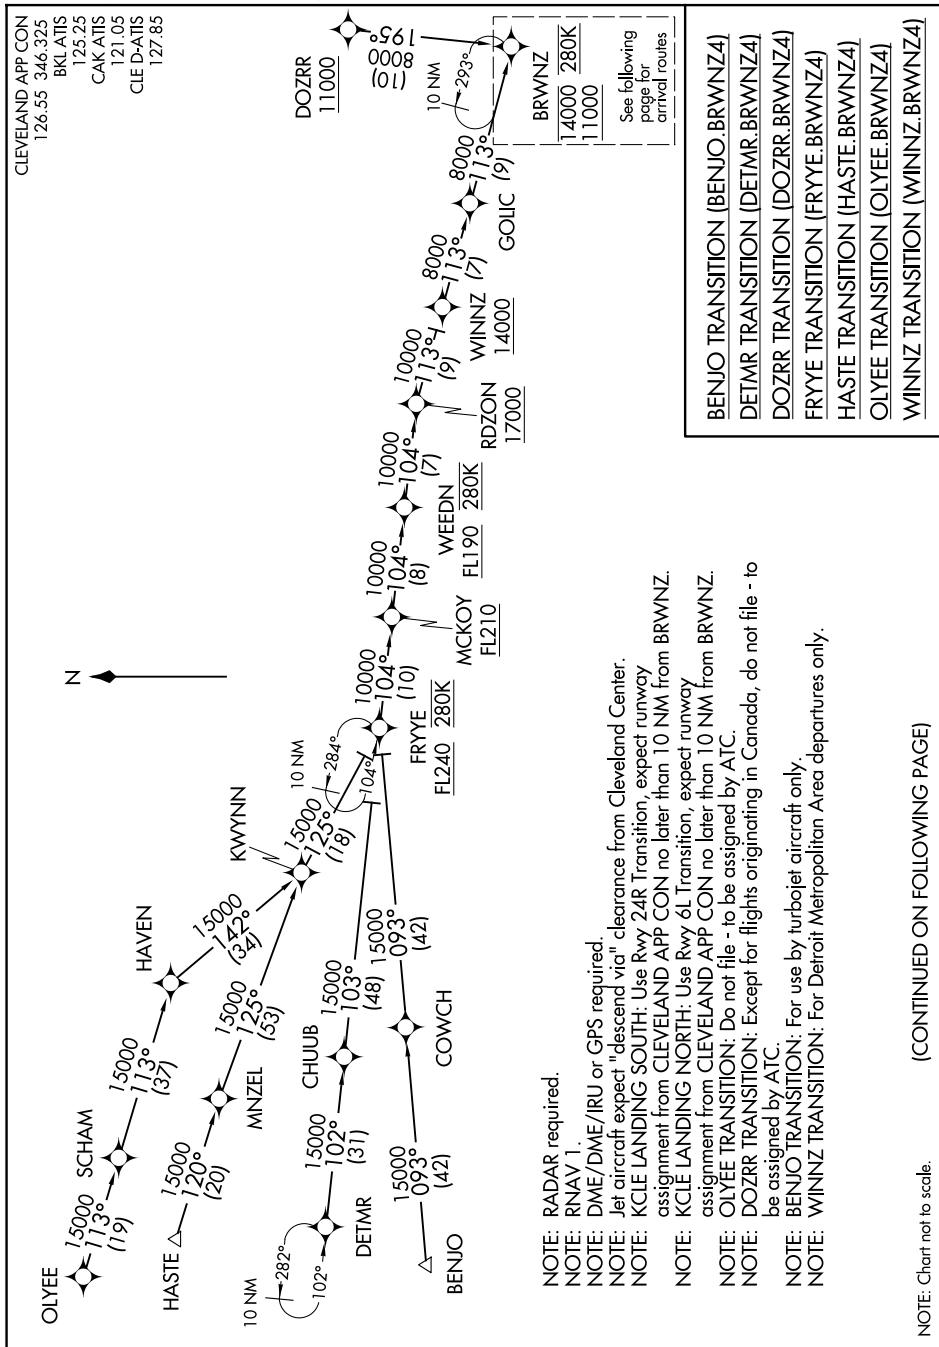 CLEVELAND APP CON
126.55 346.325
BKL ATIS
125.25
CAK ATIS
121.05
CLE D-ATIS
127.85
N
OLYEE
15000
113°
(19)
SCHAM
15000
113°
(37)
HAVEN
15000
142°
(34)
KWYNN
15000
125°
(18)
HASTE
15000
120°
(20)
MNZEL
15000
125°
(53)
10 NM
282°
102°
DETMR
15000
102°
(31)
CHUUB
15000
103°
(48)
BENJO
15000
093°
(42)
COWCH
15000
093°
(42)
10 NM
284°
104°
FRYYE
FL240 280K
10000
104°
(10)
MCKOY
FL210
10000
104°
(8)
WEEDN
FL190 280K
10000
104°
(7)
RDZON
17000
10000
113°
(9)
WINNZ
14000
8000
113°
(7)
GOLIC
8000
113°
(9)
DOZRR
11000
195°
8000
(10)
10 NM
293°
BRWNZ
14000 280K
11000
See following
page for
arrival routes
NOTE: RADAR required.
NOTE: RNAV 1.
NOTE: DME/DME/IRU or GPS required.
NOTE: Jet aircraft expect "descend via" clearance from Cleveland Center.
NOTE: KCLE LANDING SOUTH: Use Rwy 24R Transition, expect runway
assignment from CLEVELAND APP CON no later than 10 NM from BRWNZ.
NOTE: KCLE LANDING NORTH: Use Rwy 6L Transition, expect runway
assignment from CLEVELAND APP CON no later than 10 NM from BRWNZ.
NOTE: OLYEE TRANSITION: Do not file - to be assigned by ATC.
NOTE: DOZRR TRANSITION: Except for flights originating in Canada, do not file - to
be assigned by ATC.
NOTE: BENJO TRANSITION: For use by turbojet aircraft only.
NOTE: WINNZ TRANSITION: For Detroit Metropolitan Area departures only.
BENJO TRANSITION (BENJO.BRWNZ4)
DETMR TRANSITION (DETMR.BRWNZ4)
DOZRR TRANSITION (DOZRR.BRWNZ4)
FRYYE TRANSITION (FRYYE.BRWNZ4)
HASTE TRANSITION (HASTE.BRWNZ4)
OLYEE TRANSITION (OLYEE.BRWNZ4)
WINNZ TRANSITION (WINNZ.BRWNZ4)
NOTE: Chart not to scale.
(CONTINUED ON FOLLOWING PAGE)